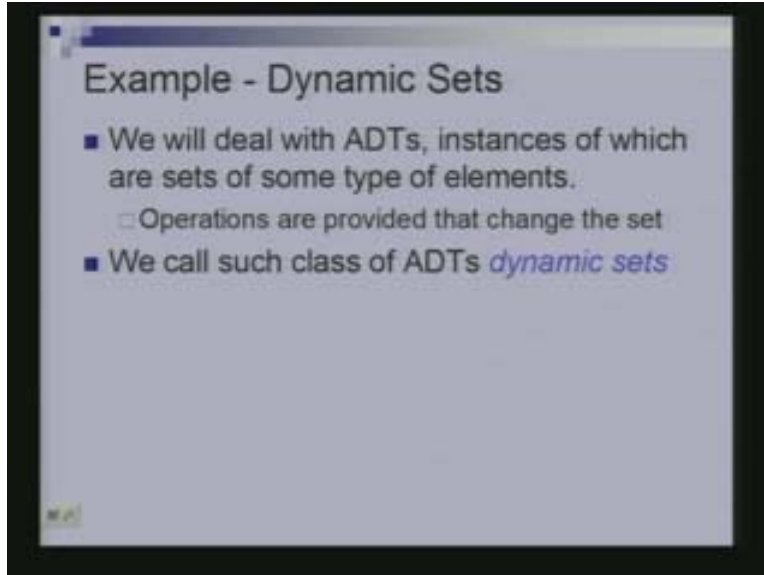 Example - Dynamic Sets
We will deal with ADTs, instances of which
are sets of some type of elements.
Operations are provided that change the set
We call such class of ADTs dynamic sets